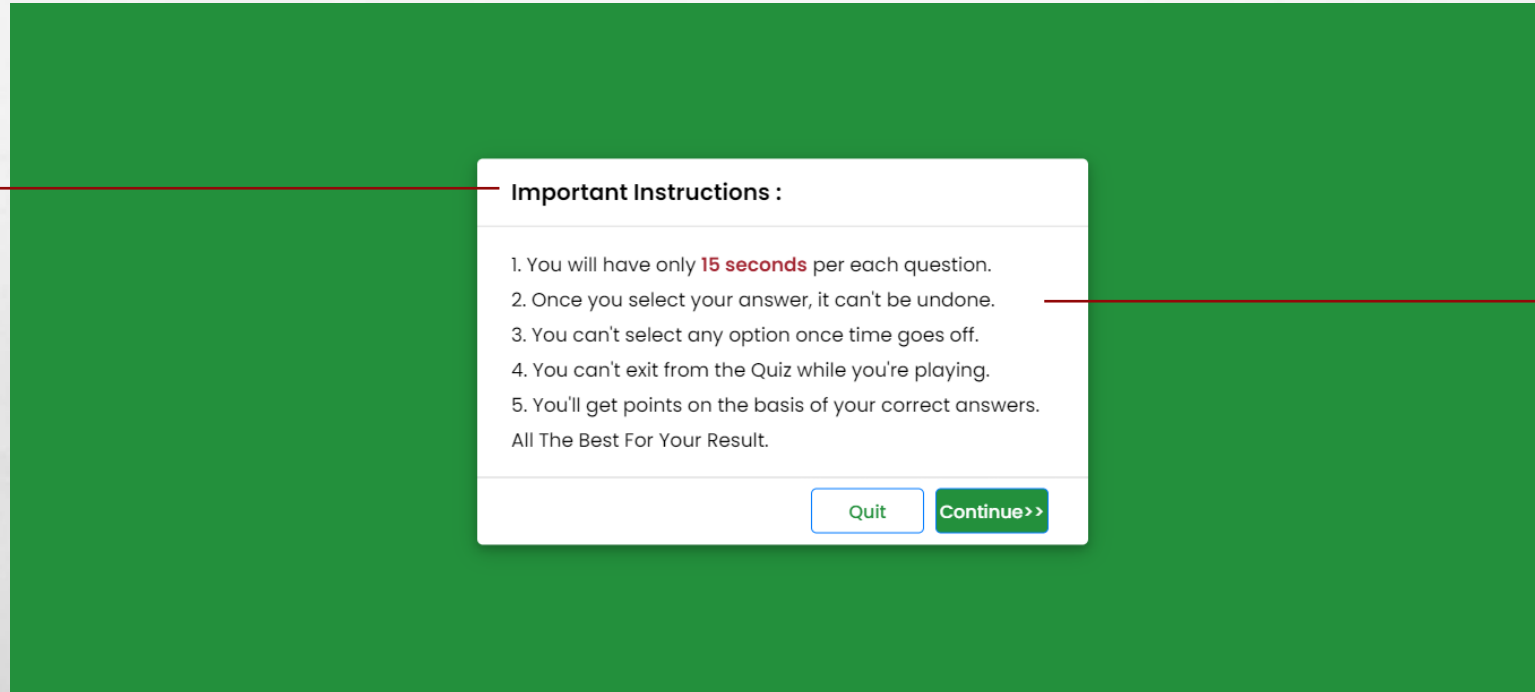 Important Instructions :
1. You will have only 15 seconds per each question.
2. Once you select your answer, it can't be undone.
3. You can't select any option once time goes off.
4. You can't exit from the Quiz while you're playing.
5. You'll get points on the basis of your correct answers.
All The Best For Your Result.
Quit
Continue>>